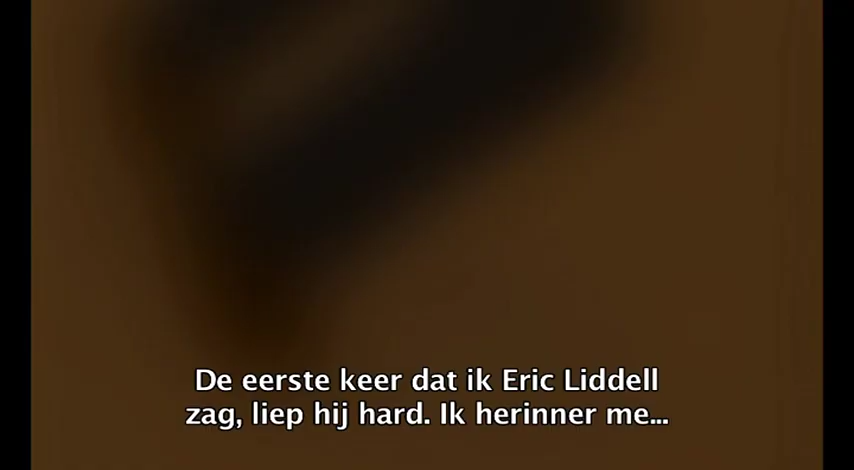 De eerste keer dat ik Eric Liddell
zag, liep hij hard. Ik herinner me...